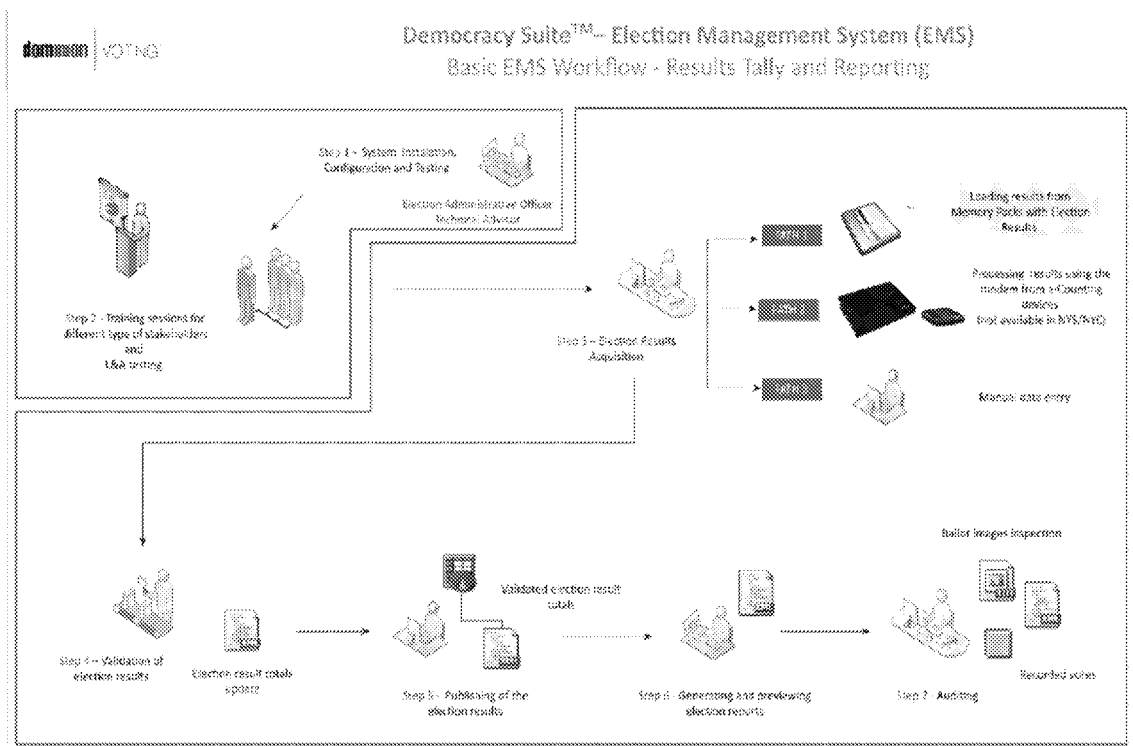 dominion VOTING
Democracy Suite™– Election Management System (EMS)
Basic EMS Workflow - Results Tally and Reporting
Step 1 – System Installation,
Configuration and Testing
Election Administrative Officer
Technical Advisor
Step 2 - Training sessions for
different type of stakeholders
and
L&A testing
Step 3 – Election Results
Acquisition
Loading results from
Memory Packs with Election
Results
Processing results using the
modem from e-Counting
devices
(not available in NYS/NYC)
Manual data entry
Step 4 – Validation of
election results
Election result totals
update
Validated election result
totals
Step 5 - Publishing of the
election results
Step 6 - Generating and previewing
election reports
Ballot images inspection
Recorded votes
Step 7 - Auditing